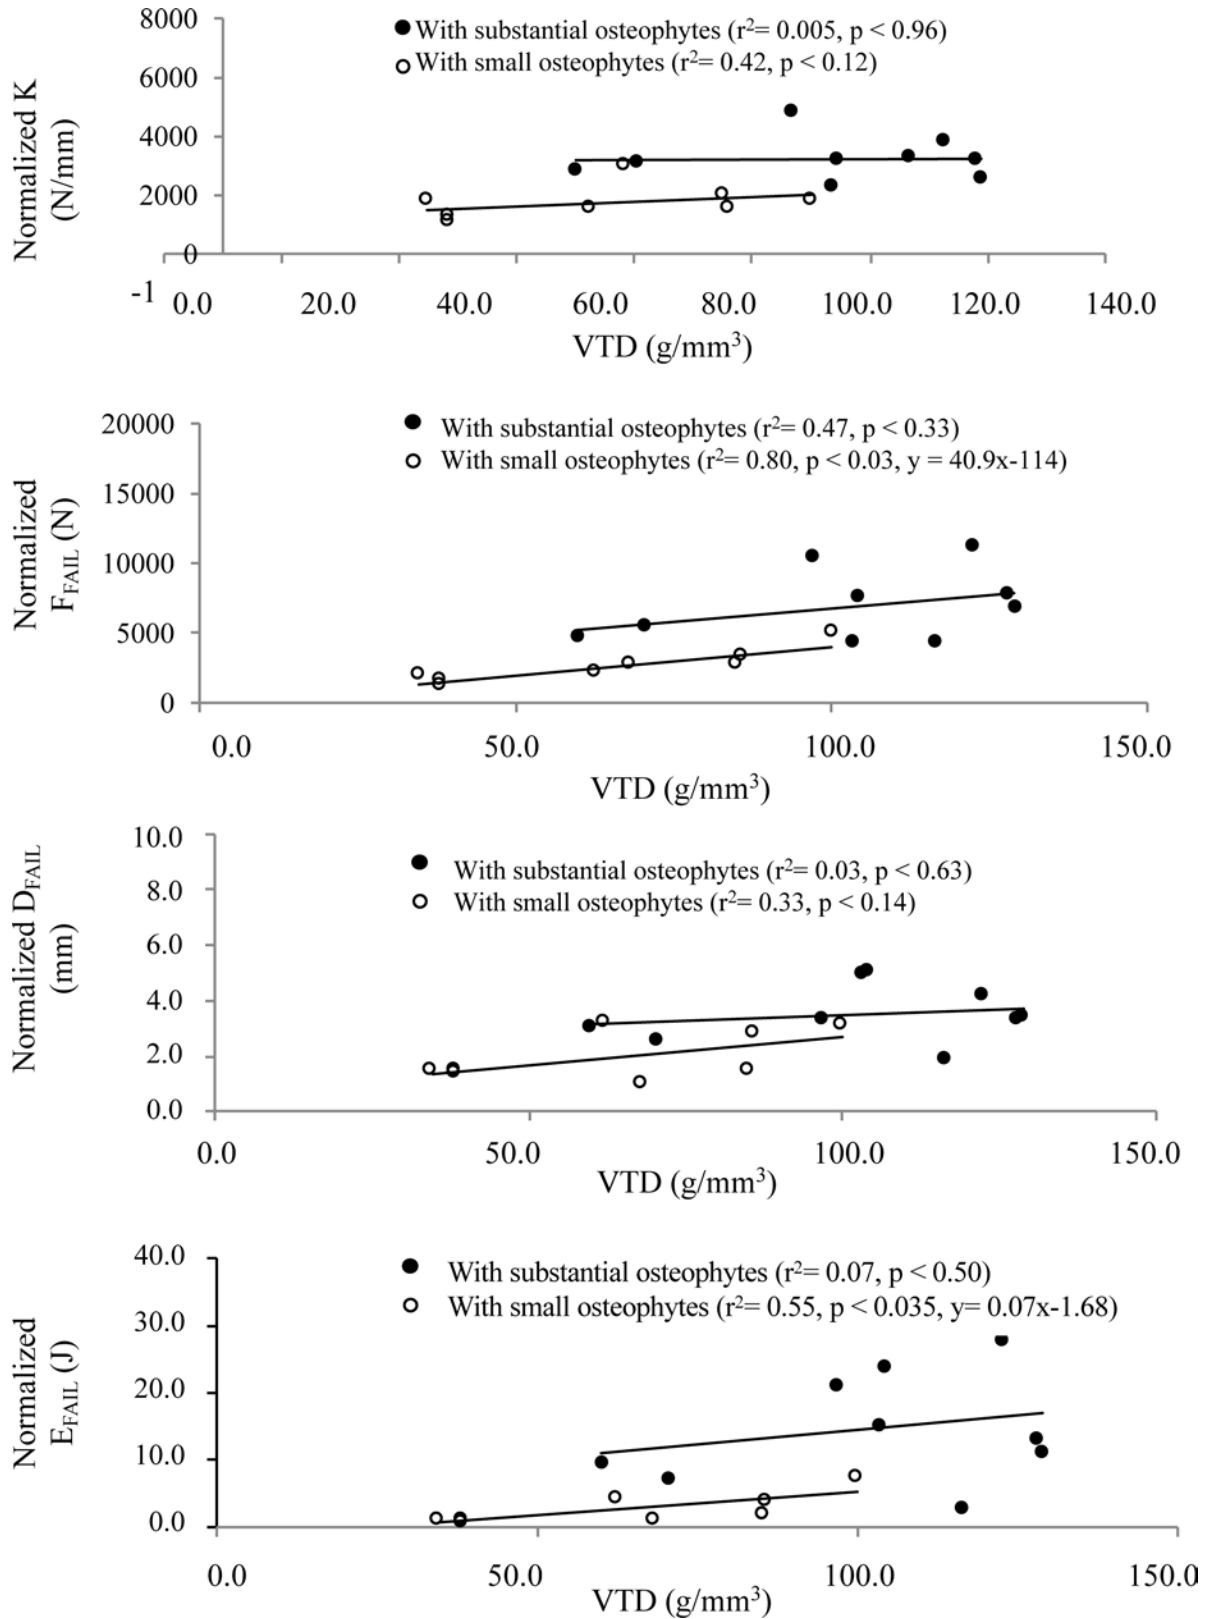 8000
6000
4000
2000
0
Normalized K
(N/mm)
With substantial osteophytes (r²= 0.005, p < 0.96)
With small osteophytes (r²= 0.42, p < 0.12)
-1 0.0 20.0 40.0 60.0 80.0 100.0 120.0 140.0
VTD (g/mm³)
20000
15000
10000
5000
0
Normalized
FFAIL (N)
With substantial osteophytes (r²= 0.47, p < 0.33)
With small osteophytes (r²= 0.80, p < 0.03, y = 40.9x-114)
0.0 50.0 100.0 150.0
VTD (g/mm³)
10.0
8.0
6.0
4.0
2.0
0.0
Normalized DFAIL
(mm)
With substantial osteophytes (r²= 0.03, p < 0.63)
With small osteophytes (r²= 0.33, p < 0.14)
0.0 50.0 100.0 150.0
VTD (g/mm³)
40.0
30.0
20.0
10.0
0.0
Normalized
EFAIL (J)
With substantial osteophytes (r²= 0.07, p < 0.50)
With small osteophytes (r²= 0.55, p < 0.035, y= 0.07x-1.68)
0.0 50.0 100.0 150.0
VTD (g/mm³)